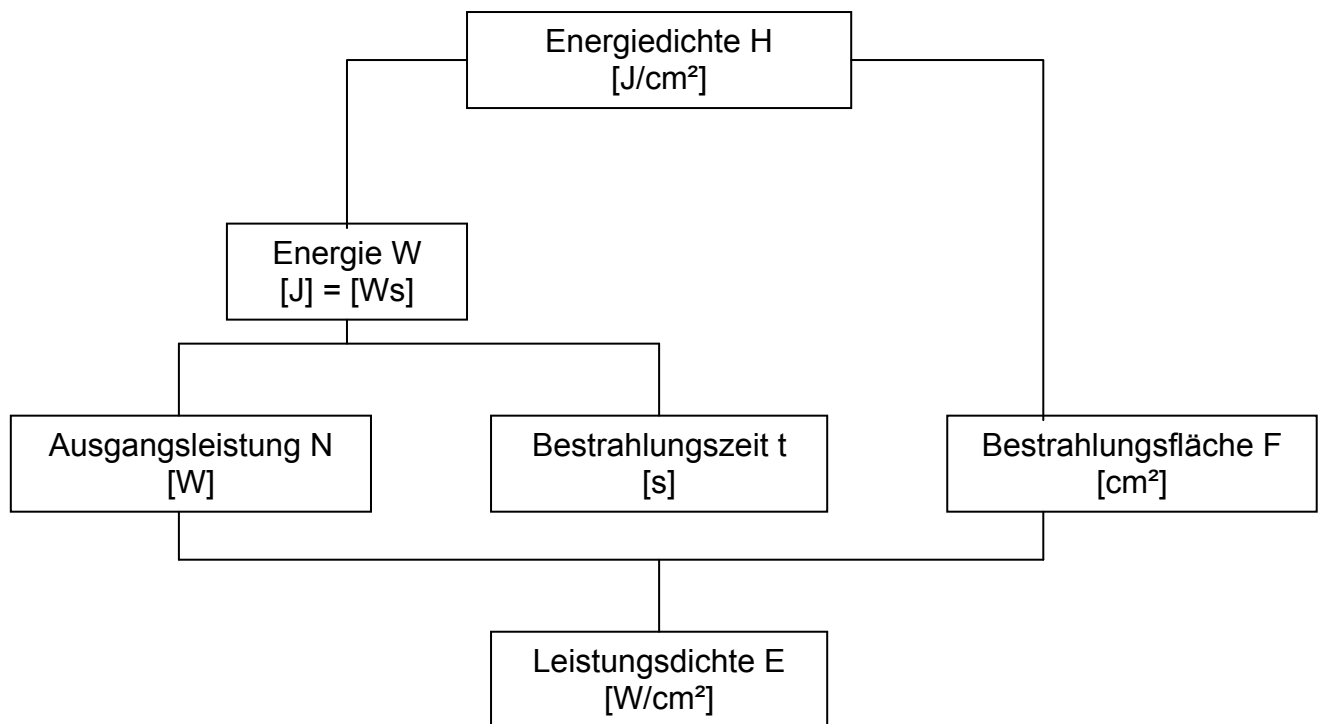 Energiedichte H
[J/cm²]
Energie W
[J] = [Ws]
Ausgangsleistung N
[W]
Bestrahlungszeit t
[s]
Bestrahlungsfläche F
[cm²]
Leistungsdichte E
[W/cm²]